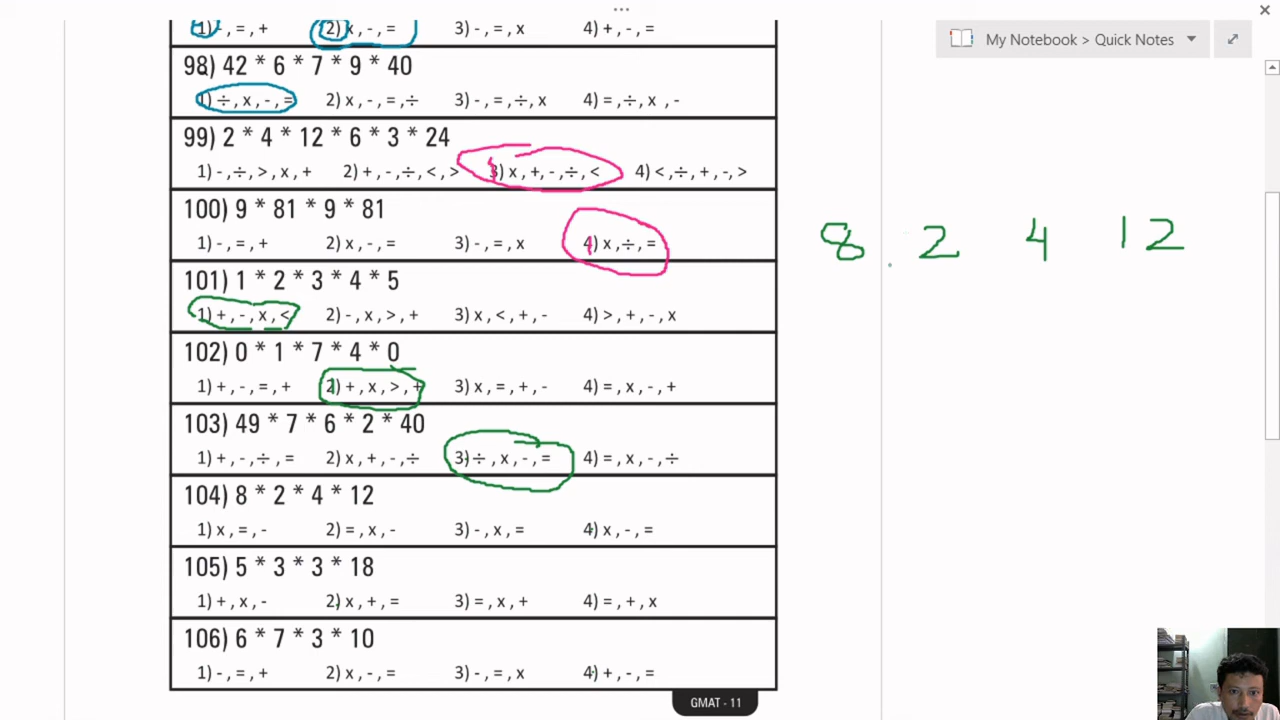 My Notebook > Quick Notes
1) - , = , + 2) x , - , = 3) - , = , x 4) + , - , =
98) 42 * 6 * 7 * 9 * 40
1) ÷ , x , - , = 2) x , - , = , ÷ 3) - , = , ÷ , x 4) = , ÷ , x , -
99) 2 * 4 * 12 * 6 * 3 * 24
1) - , ÷ , > , x , + 2) + , - , ÷ , < , > 3) x , + , - , ÷ , < 4) < , ÷ , + , - , >
100) 9 * 81 * 9 * 81
1) - , = , + 2) x , - , = 3) - , = , x 4) x , ÷ , =
8 2 4 12
101) 1 * 2 * 3 * 4 * 5
1) + , - , x , < 2) - , x , > , + 3) x , < , + , - 4) > , + , - , x
102) 0 * 1 * 7 * 4 * 0
1) + , - , = , + 2) + , x , > , + 3) x , = , + , - 4) = , x , - , +
103) 49 * 7 * 6 * 2 * 40
1) + , - , ÷ , = 2) x , + , - , ÷ 3) ÷ , x , - , = 4) = , x , - , ÷
104) 8 * 2 * 4 * 12
1) x , = , - 2) = , x , - 3) - , x , = 4) x , - , =
105) 5 * 3 * 3 * 18
1) + , x , - 2) x , + , = 3) = , x , + 4) = , + , x
106) 6 * 7 * 3 * 10
1) - , = , + 2) x , - , = 3) - , = , x 4) + , - , =
GMAT - 11